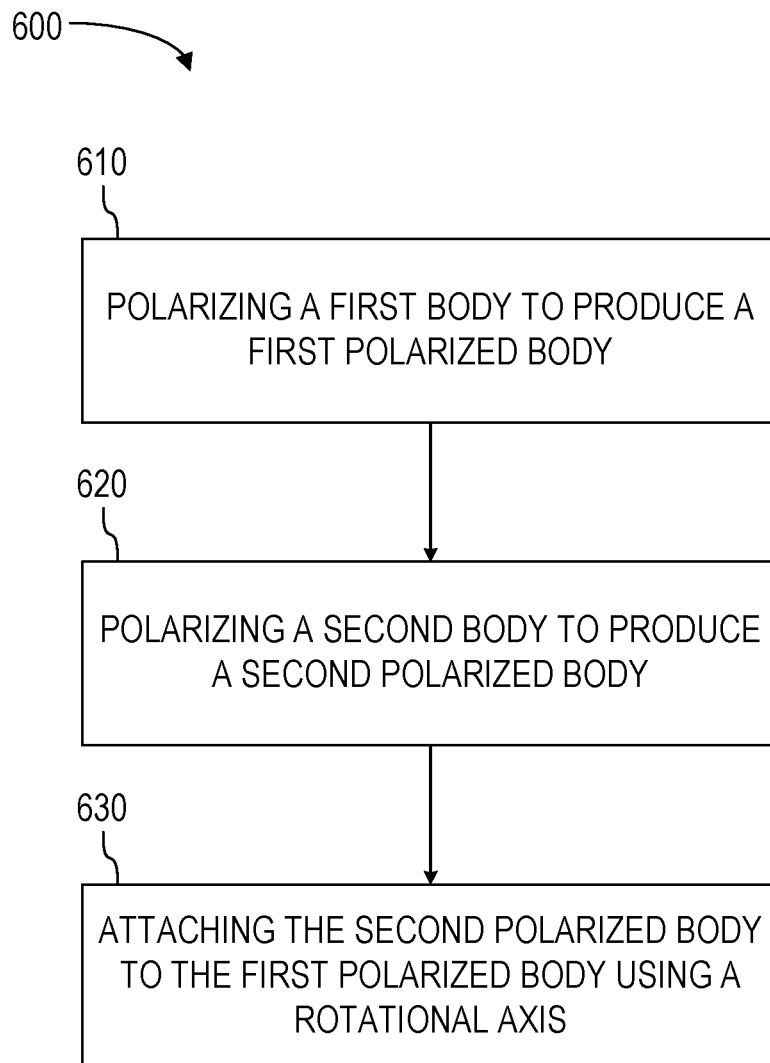 600
610
POLARIZING A FIRST BODY TO PRODUCE A
FIRST POLARIZED BODY
620
POLARIZING A SECOND BODY TO PRODUCE
A SECOND POLARIZED BODY
630
ATTACHING THE SECOND POLARIZED BODY
TO THE FIRST POLARIZED BODY USING A
ROTATIONAL AXIS